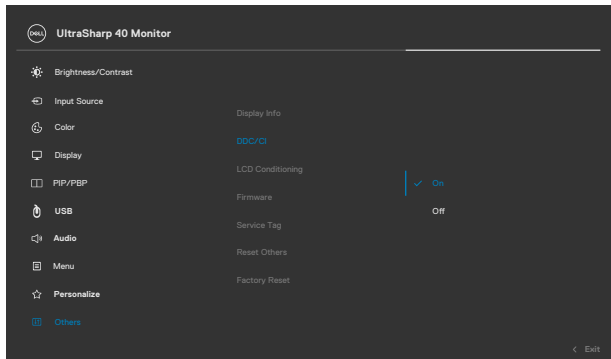 DELL UltraSharp 40 Monitor
Brightness/Contrast
Input Source
Color
Display
PIP/PBP
USB
Audio
Menu
Personalize
Others
Display Info
DDC/CI
LCD Conditioning
Firmware
Service Tag
Reset Others
Factory Reset
On
Off
Exit